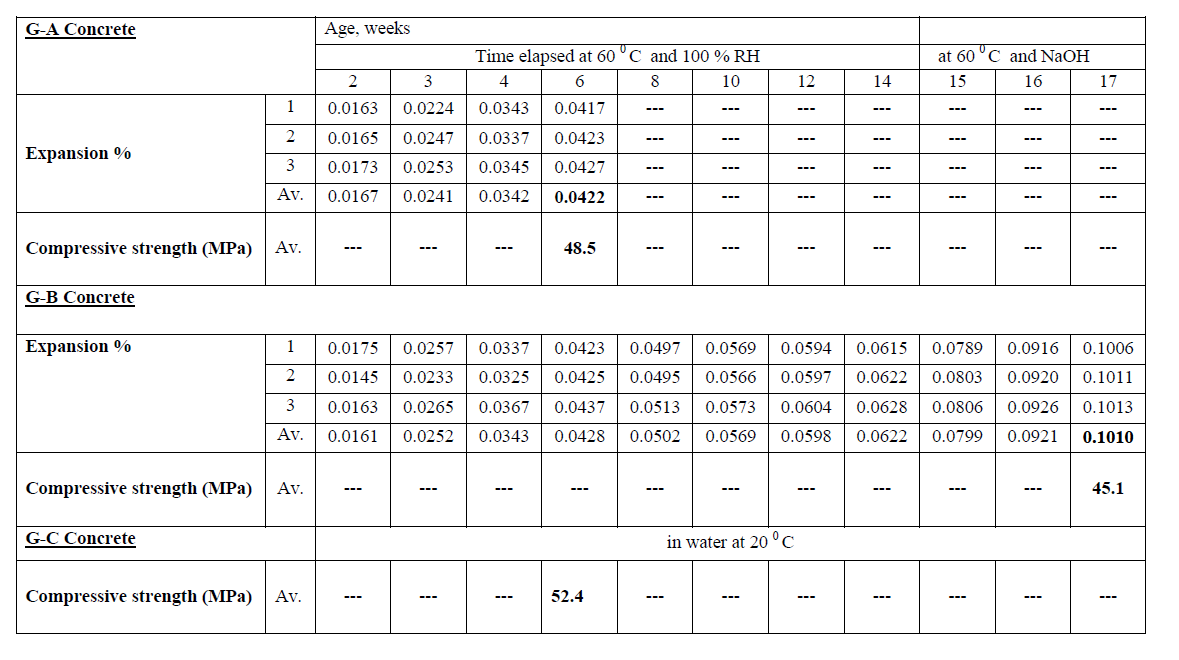 G-A Concrete Age, weeks
Time elapsed at 60 ⁰C and 100 % RH at 60 ⁰C and NaOH
2 3 4 6 8 10 12 14 15 16 17
1 0.0163 0.0224 0.0343 0.0417 --- --- --- --- --- --- ---
2 0.0165 0.0247 0.0337 0.0423 --- --- --- --- --- --- ---
Expansion %
3 0.0173 0.0253 0.0345 0.0427 --- --- --- --- --- --- ---
Av. 0.0167 0.0241 0.0342 0.0422 --- --- --- --- --- --- ---
Compressive strength (MPa) Av. --- --- --- 48.5 --- --- --- --- --- --- ---
G-B Concrete
Expansion % 1 0.0175 0.0257 0.0337 0.0423 0.0497 0.0569 0.0594 0.0615 0.0789 0.0916 0.1006
2 0.0145 0.0233 0.0325 0.0425 0.0495 0.0566 0.0597 0.0622 0.0803 0.0920 0.1011
3 0.0163 0.0265 0.0367 0.0437 0.0513 0.0573 0.0604 0.0628 0.0806 0.0926 0.1013
Av. 0.0161 0.0252 0.0343 0.0428 0.0502 0.0569 0.0598 0.0622 0.0799 0.0921 0.1010
Compressive strength (MPa) Av. --- --- --- --- --- --- --- --- --- --- 45.1
G-C Concrete in water at 20 ⁰C
Compressive strength (MPa) Av. --- --- --- 52.4 --- --- --- --- --- --- ---